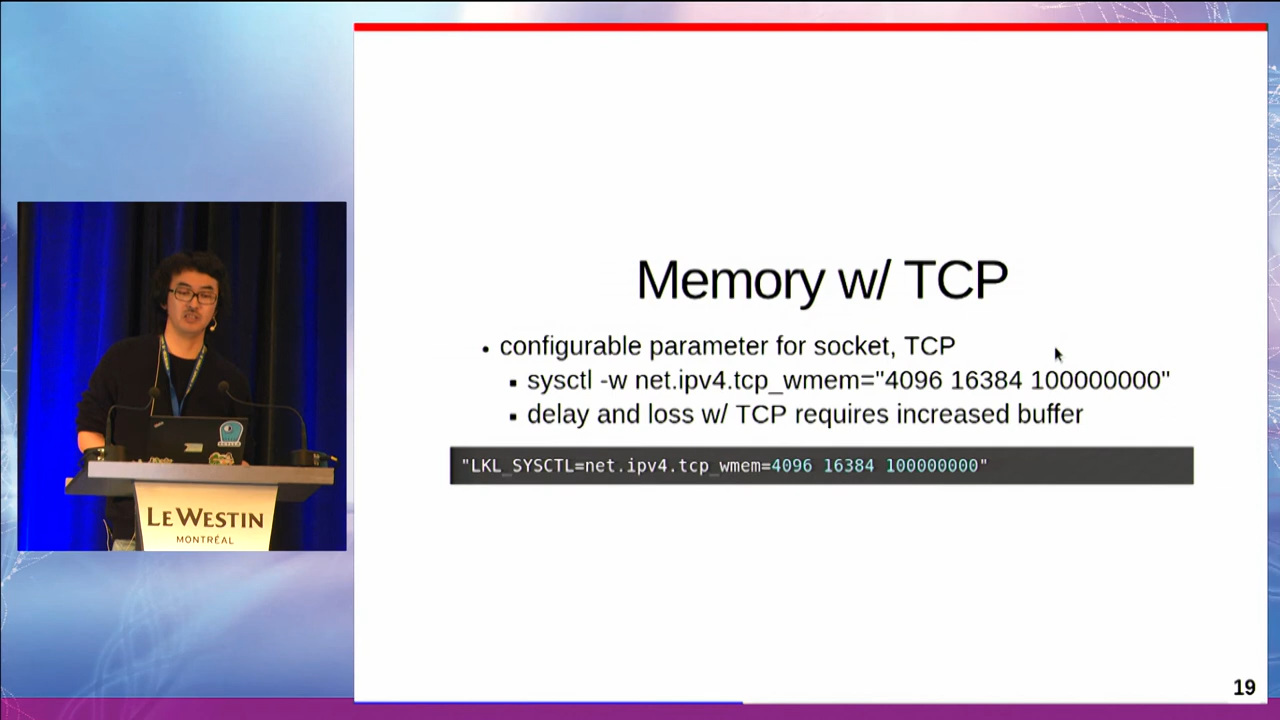 Memory w/ TCP
configurable parameter for socket, TCP
sysctl -w net.ipv4.tcp_wmem="4096 16384 100000000"
delay and loss w/ TCP requires increased buffer
"LKL_SYSCTL=net.ipv4.tcp_wmem=4096 16384 100000000"
19
LE WESTIN
MONTRÉAL